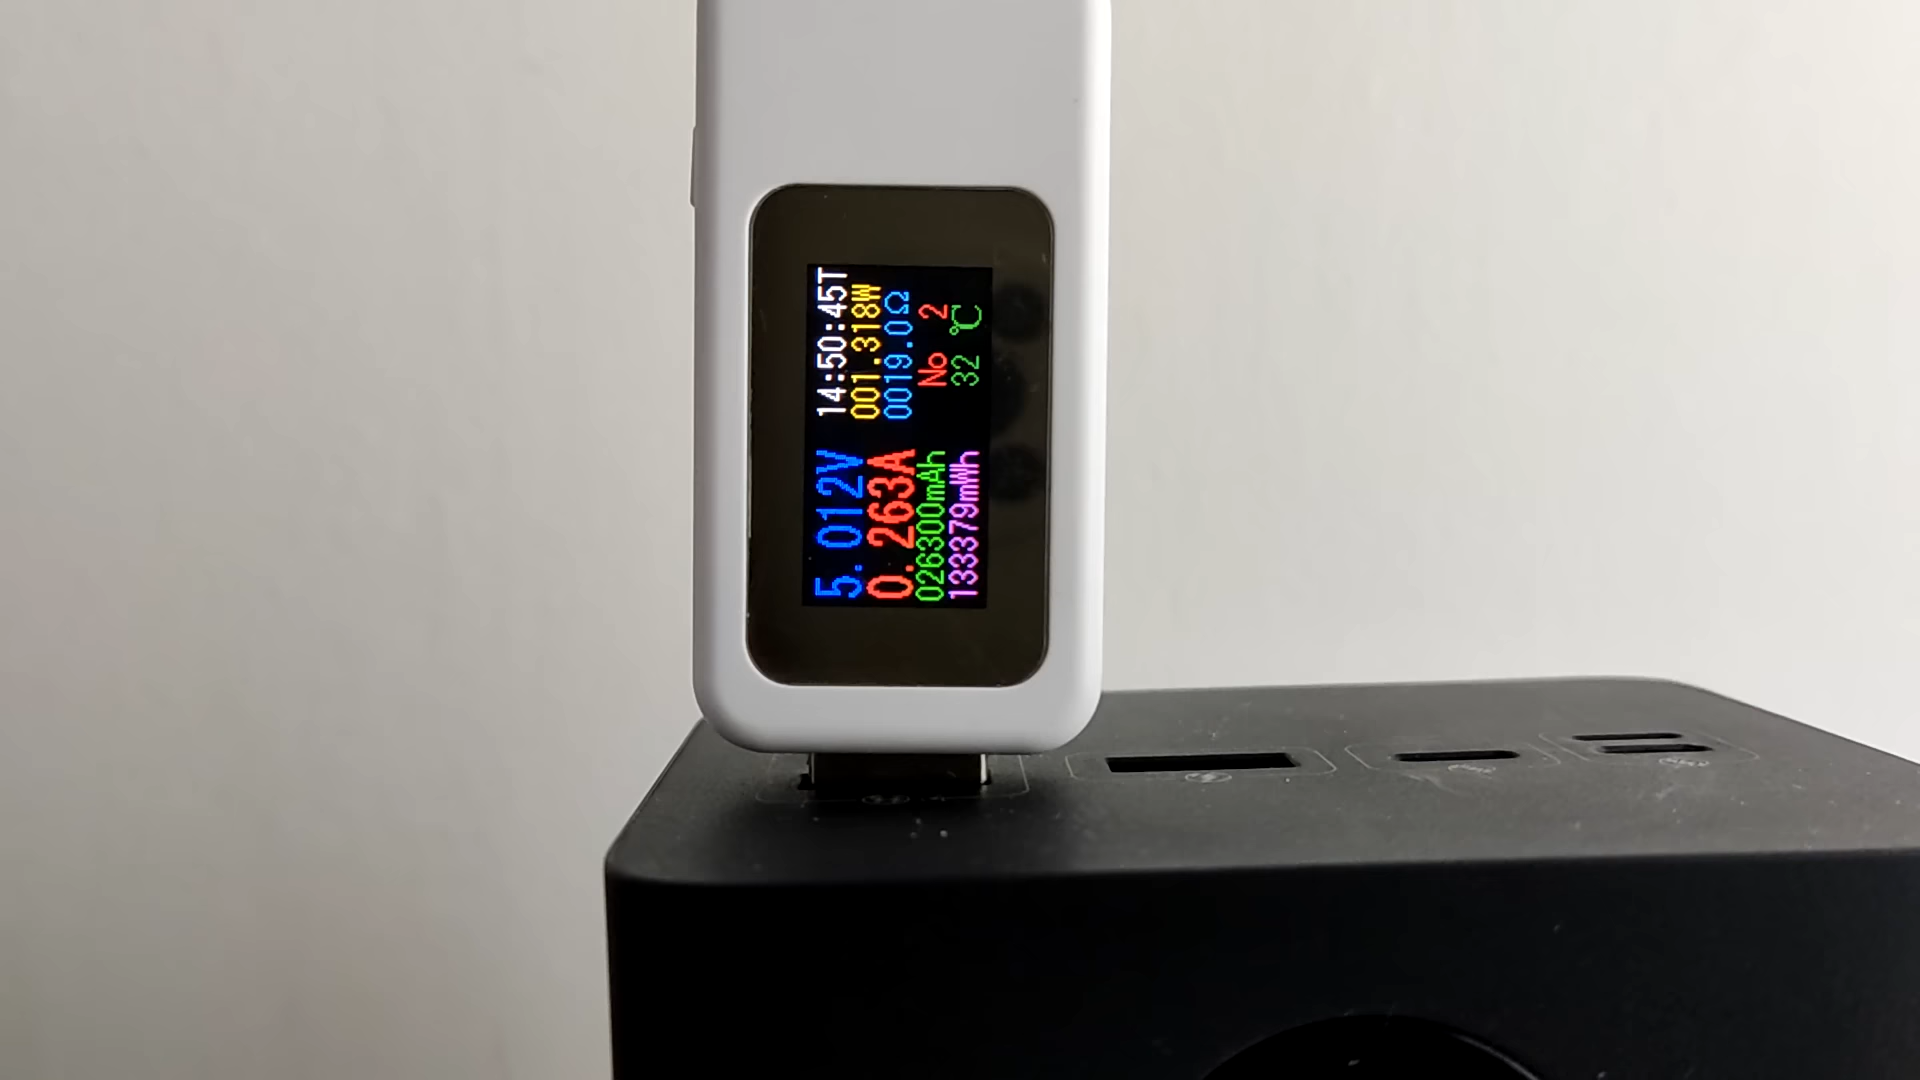 5.012V
0.263A
026300mAh
133379mWh
14:50:45T
001.318W
0019.0Ω
No 2
32 ℃